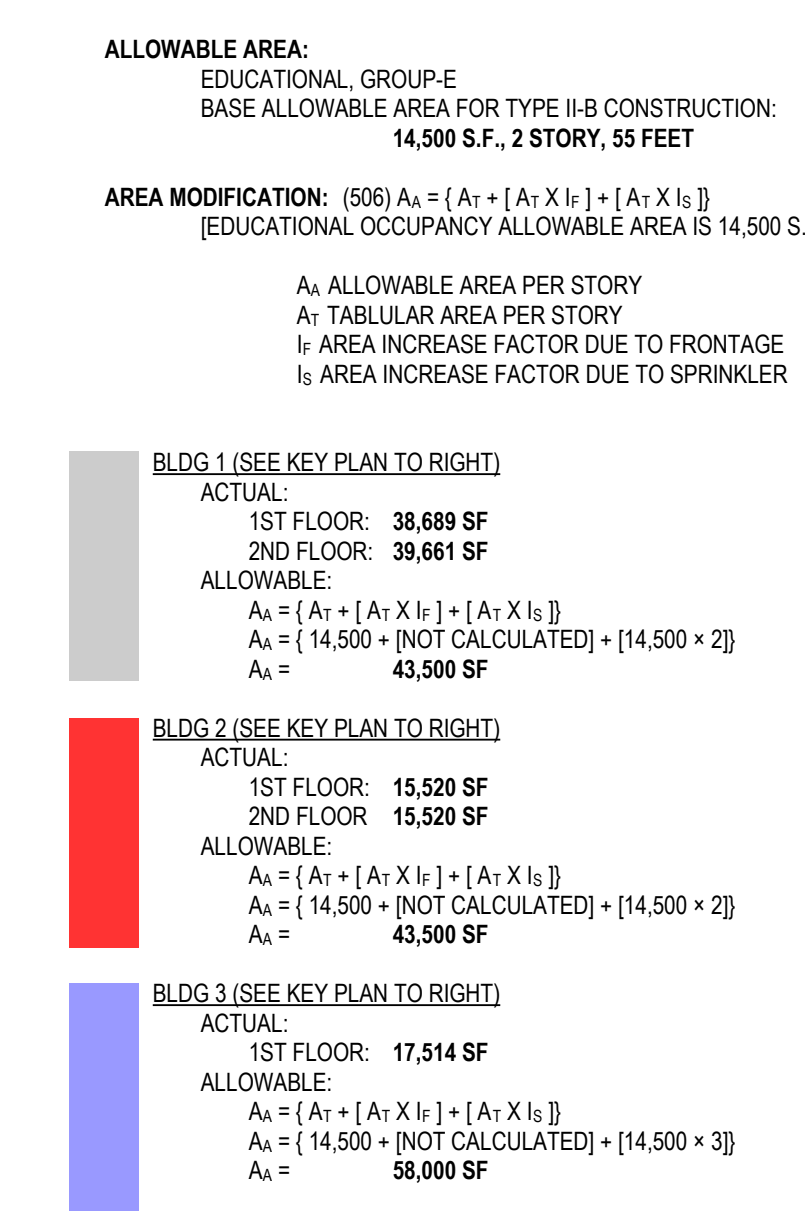 ALLOWABLE AREA:
EDUCATIONAL, GROUP-E
BASE ALLOWABLE AREA FOR TYPE II-B CONSTRUCTION:
14,500 S.F., 2 STORY, 55 FEET
AREA MODIFICATION: (506) AA = { AT + [ AT X IF ] + [ AT X IS ]}
[EDUCATIONAL OCCUPANCY ALLOWABLE AREA IS 14,500 S.
AA ALLOWABLE AREA PER STORY
AT TABLULAR AREA PER STORY
IF AREA INCREASE FACTOR DUE TO FRONTAGE
IS AREA INCREASE FACTOR DUE TO SPRINKLER
BLDG 1 (SEE KEY PLAN TO RIGHT)
ACTUAL:
1ST FLOOR: 38,689 SF
2ND FLOOR: 39,661 SF
ALLOWABLE:
AA = { AT + [ AT X IF ] + [ AT X IS ]}
AA = { 14,500 + [NOT CALCULATED] + [14,500 × 2]}
AA = 43,500 SF
BLDG 2 (SEE KEY PLAN TO RIGHT)
ACTUAL:
1ST FLOOR: 15,520 SF
2ND FLOOR 15,520 SF
ALLOWABLE:
AA = { AT + [ AT X IF ] + [ AT X IS ]}
AA = { 14,500 + [NOT CALCULATED] + [14,500 × 2]}
AA = 43,500 SF
BLDG 3 (SEE KEY PLAN TO RIGHT)
ACTUAL:
1ST FLOOR: 17,514 SF
ALLOWABLE:
AA = { AT + [ AT X IF ] + [ AT X IS ]}
AA = { 14,500 + [NOT CALCULATED] + [14,500 × 3]}
AA = 58,000 SF